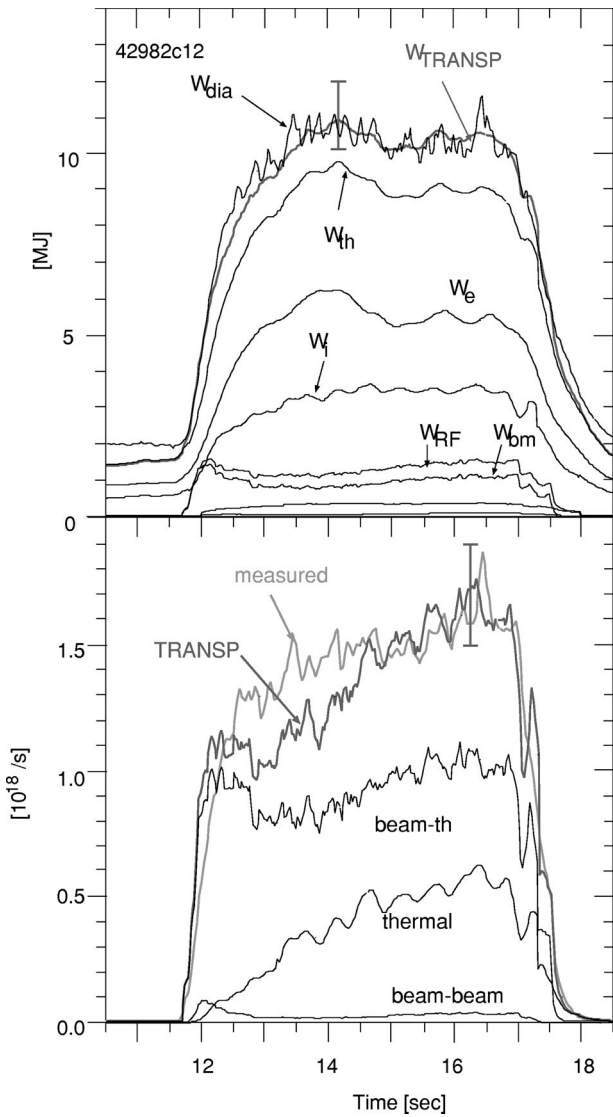 42982c12
W_TRANSP
W_dia
10
W_th
[MJ]
W_e
5
W_i
W_RF W_bm
0
measured
TRANSP
1.5
[10^18 /s]
1.0
beam-th
0.5
thermal
beam-beam
0.0
12 14 16 18
Time [sec]